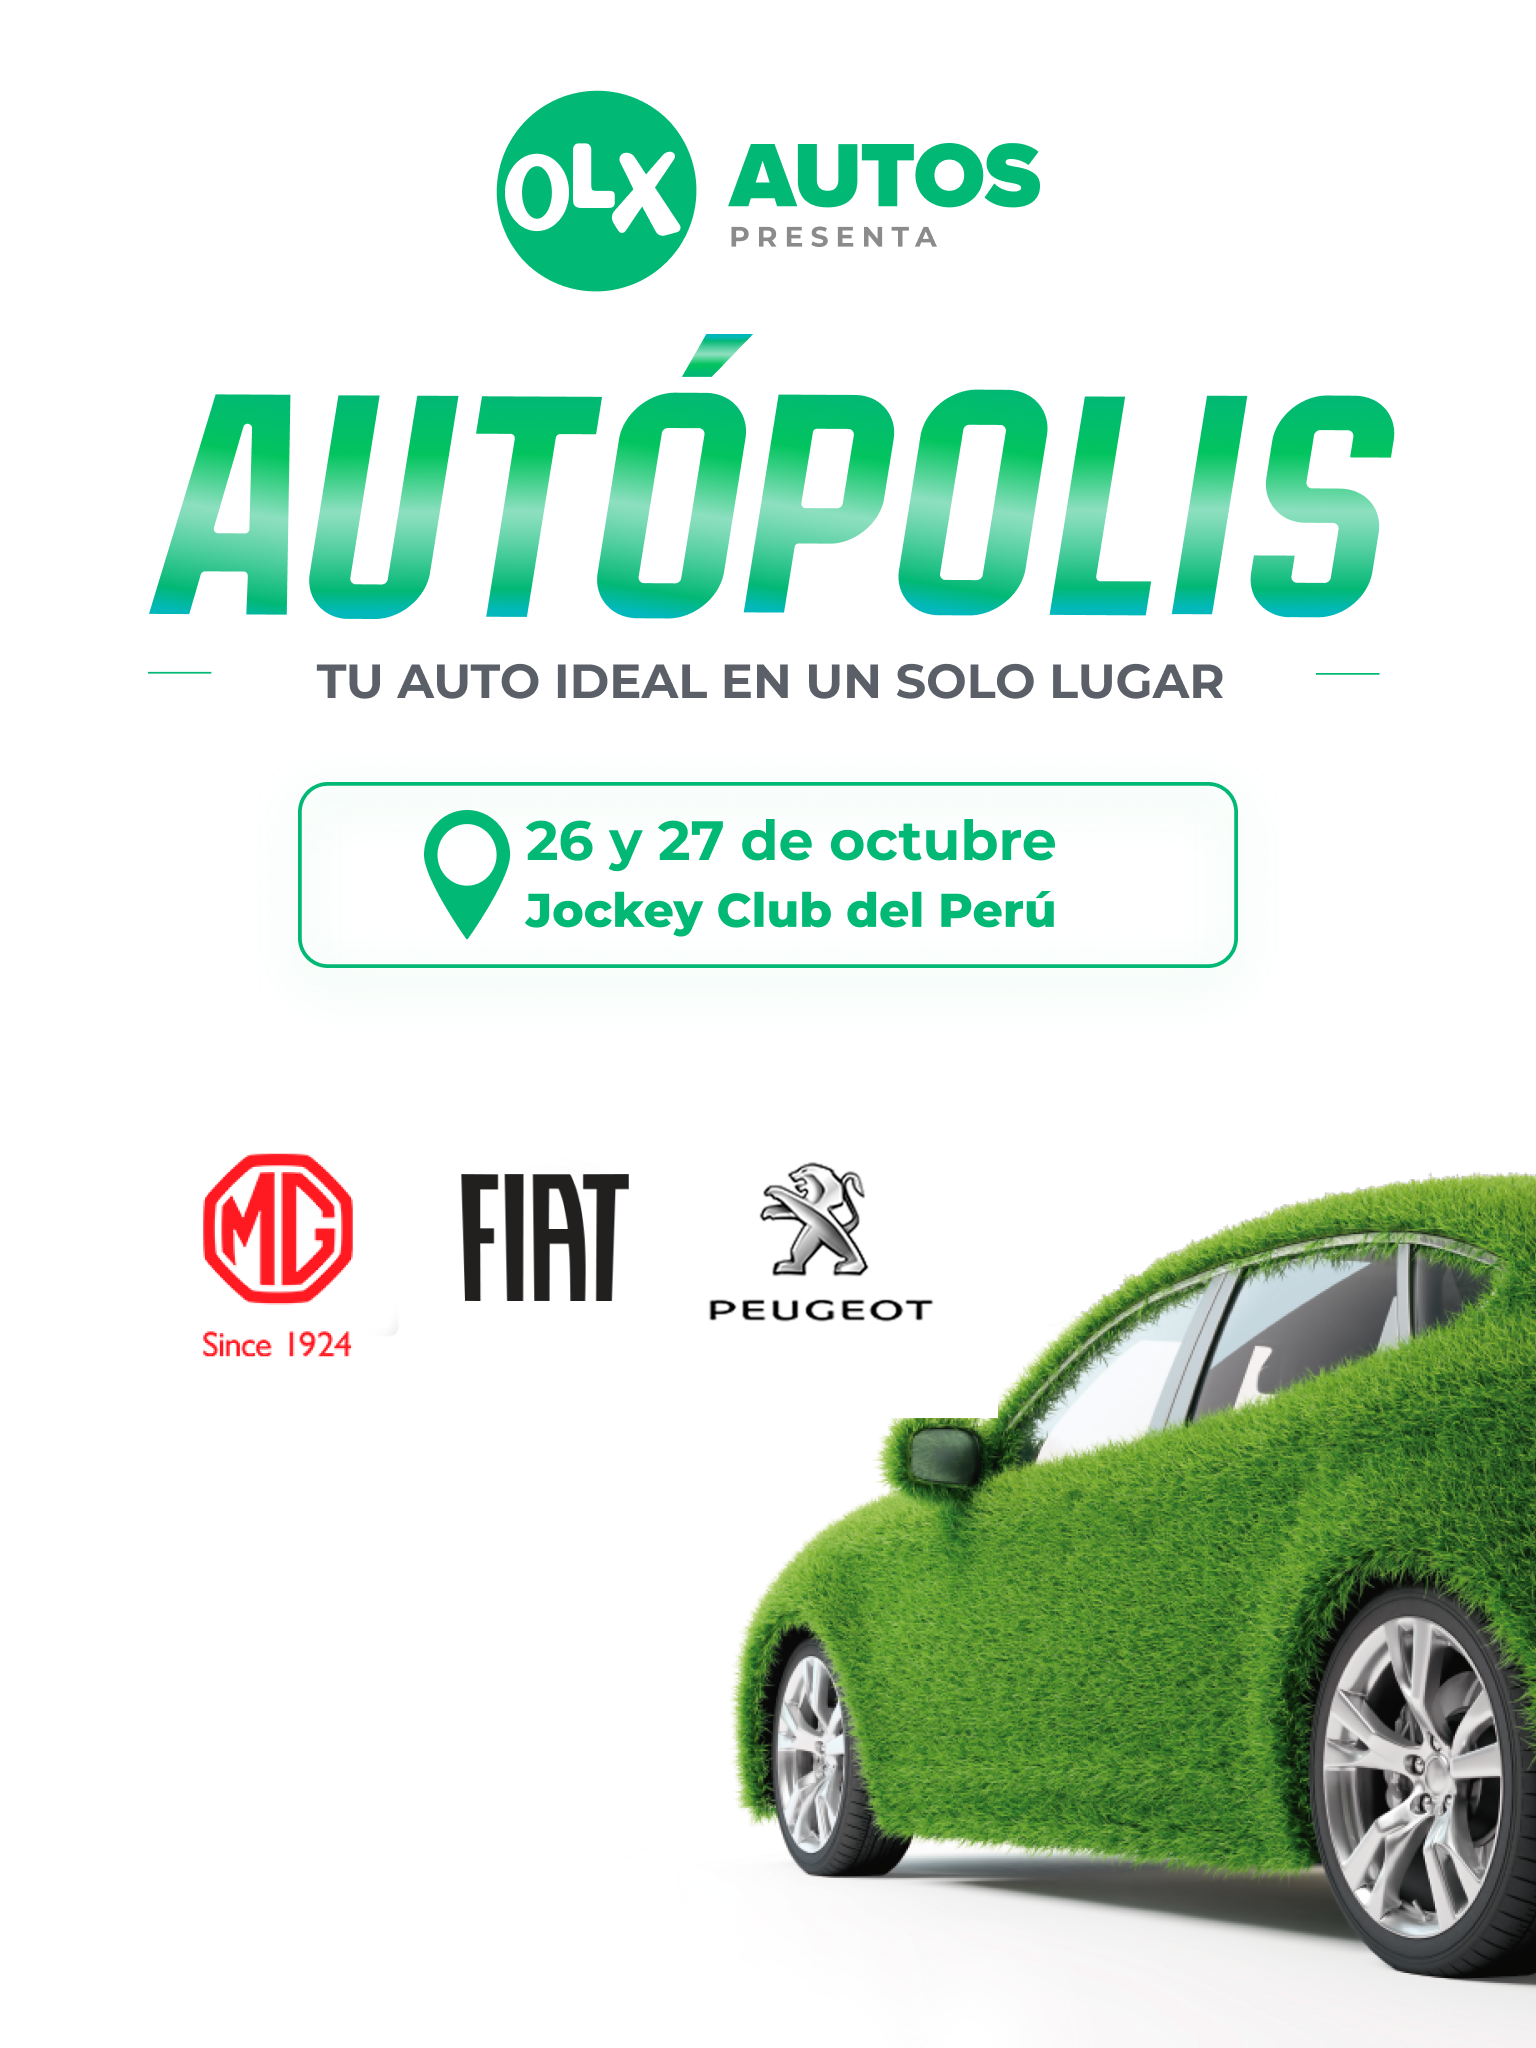 OLX AUTOS
PRESENTA
AUTÓPOLIS
TU AUTO IDEAL EN UN SOLO LUGAR
26 y 27 de octubre
Jockey Club del Perú
MG
Since 1924
FIAT
PEUGEOT